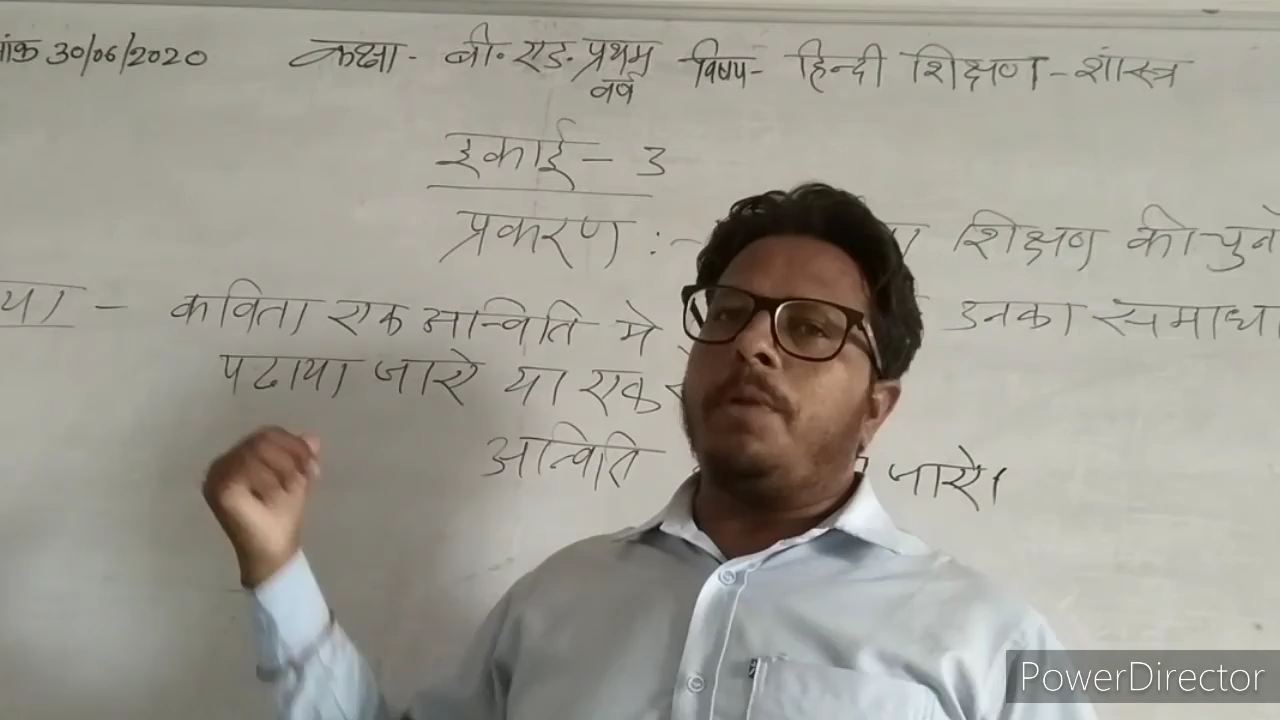 30/06/2020 कक्षा - बी. एड. प्रथम वर्ष विषय - हिन्दी शिक्षण - शास्त्र
इकाई - 3
प्रकरण : - शिक्षण की चुनौ
या - कविता एक अन्विति मे उनका समाधा
पढाया जाऐ या एक
अन्विति जाऐ।
PowerDirector